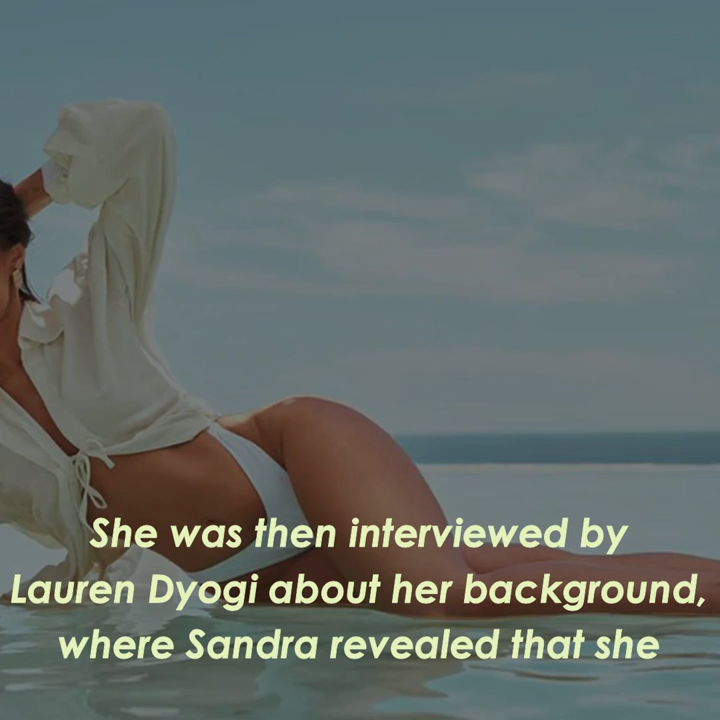 She was then interviewed by
Lauren Dyogi about her background,
where Sandra revealed that she